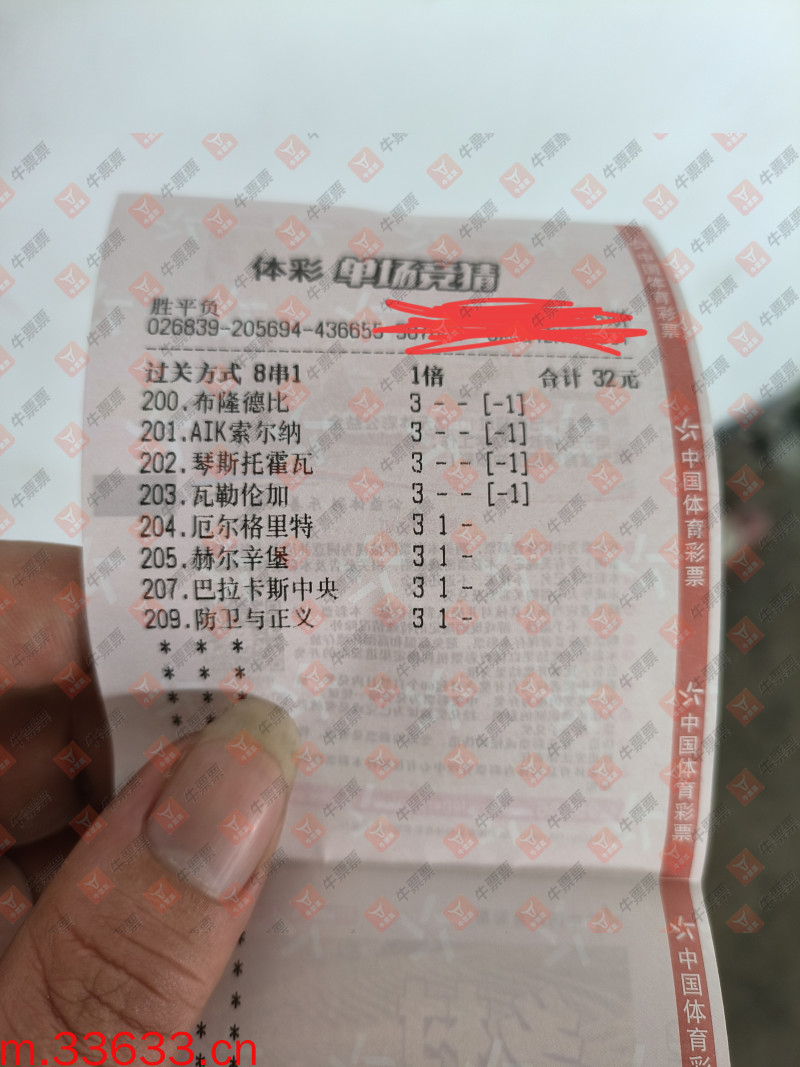 体彩 单场竞猜
胜平负
026839-205694-436655
过关方式 8串1 1倍 合计 32元
200.布隆德比 3 - - [-1]
201.AIK索尔纳 3 - - [-1]
202.琴斯托霍瓦 3 - - [-1]
203.瓦勒伦加 3 - - [-1]
204.厄尔格里特 3 1 -
205.赫尔辛堡 3 1 -
207.巴拉卡斯中央 3 1 -
209.防卫与正义 3 1 -
* * *
* * *
* * *
* *
中国体育彩票
中国体育彩票
中国体育彩票
中国体育彩
牛票票
m.33633.cn